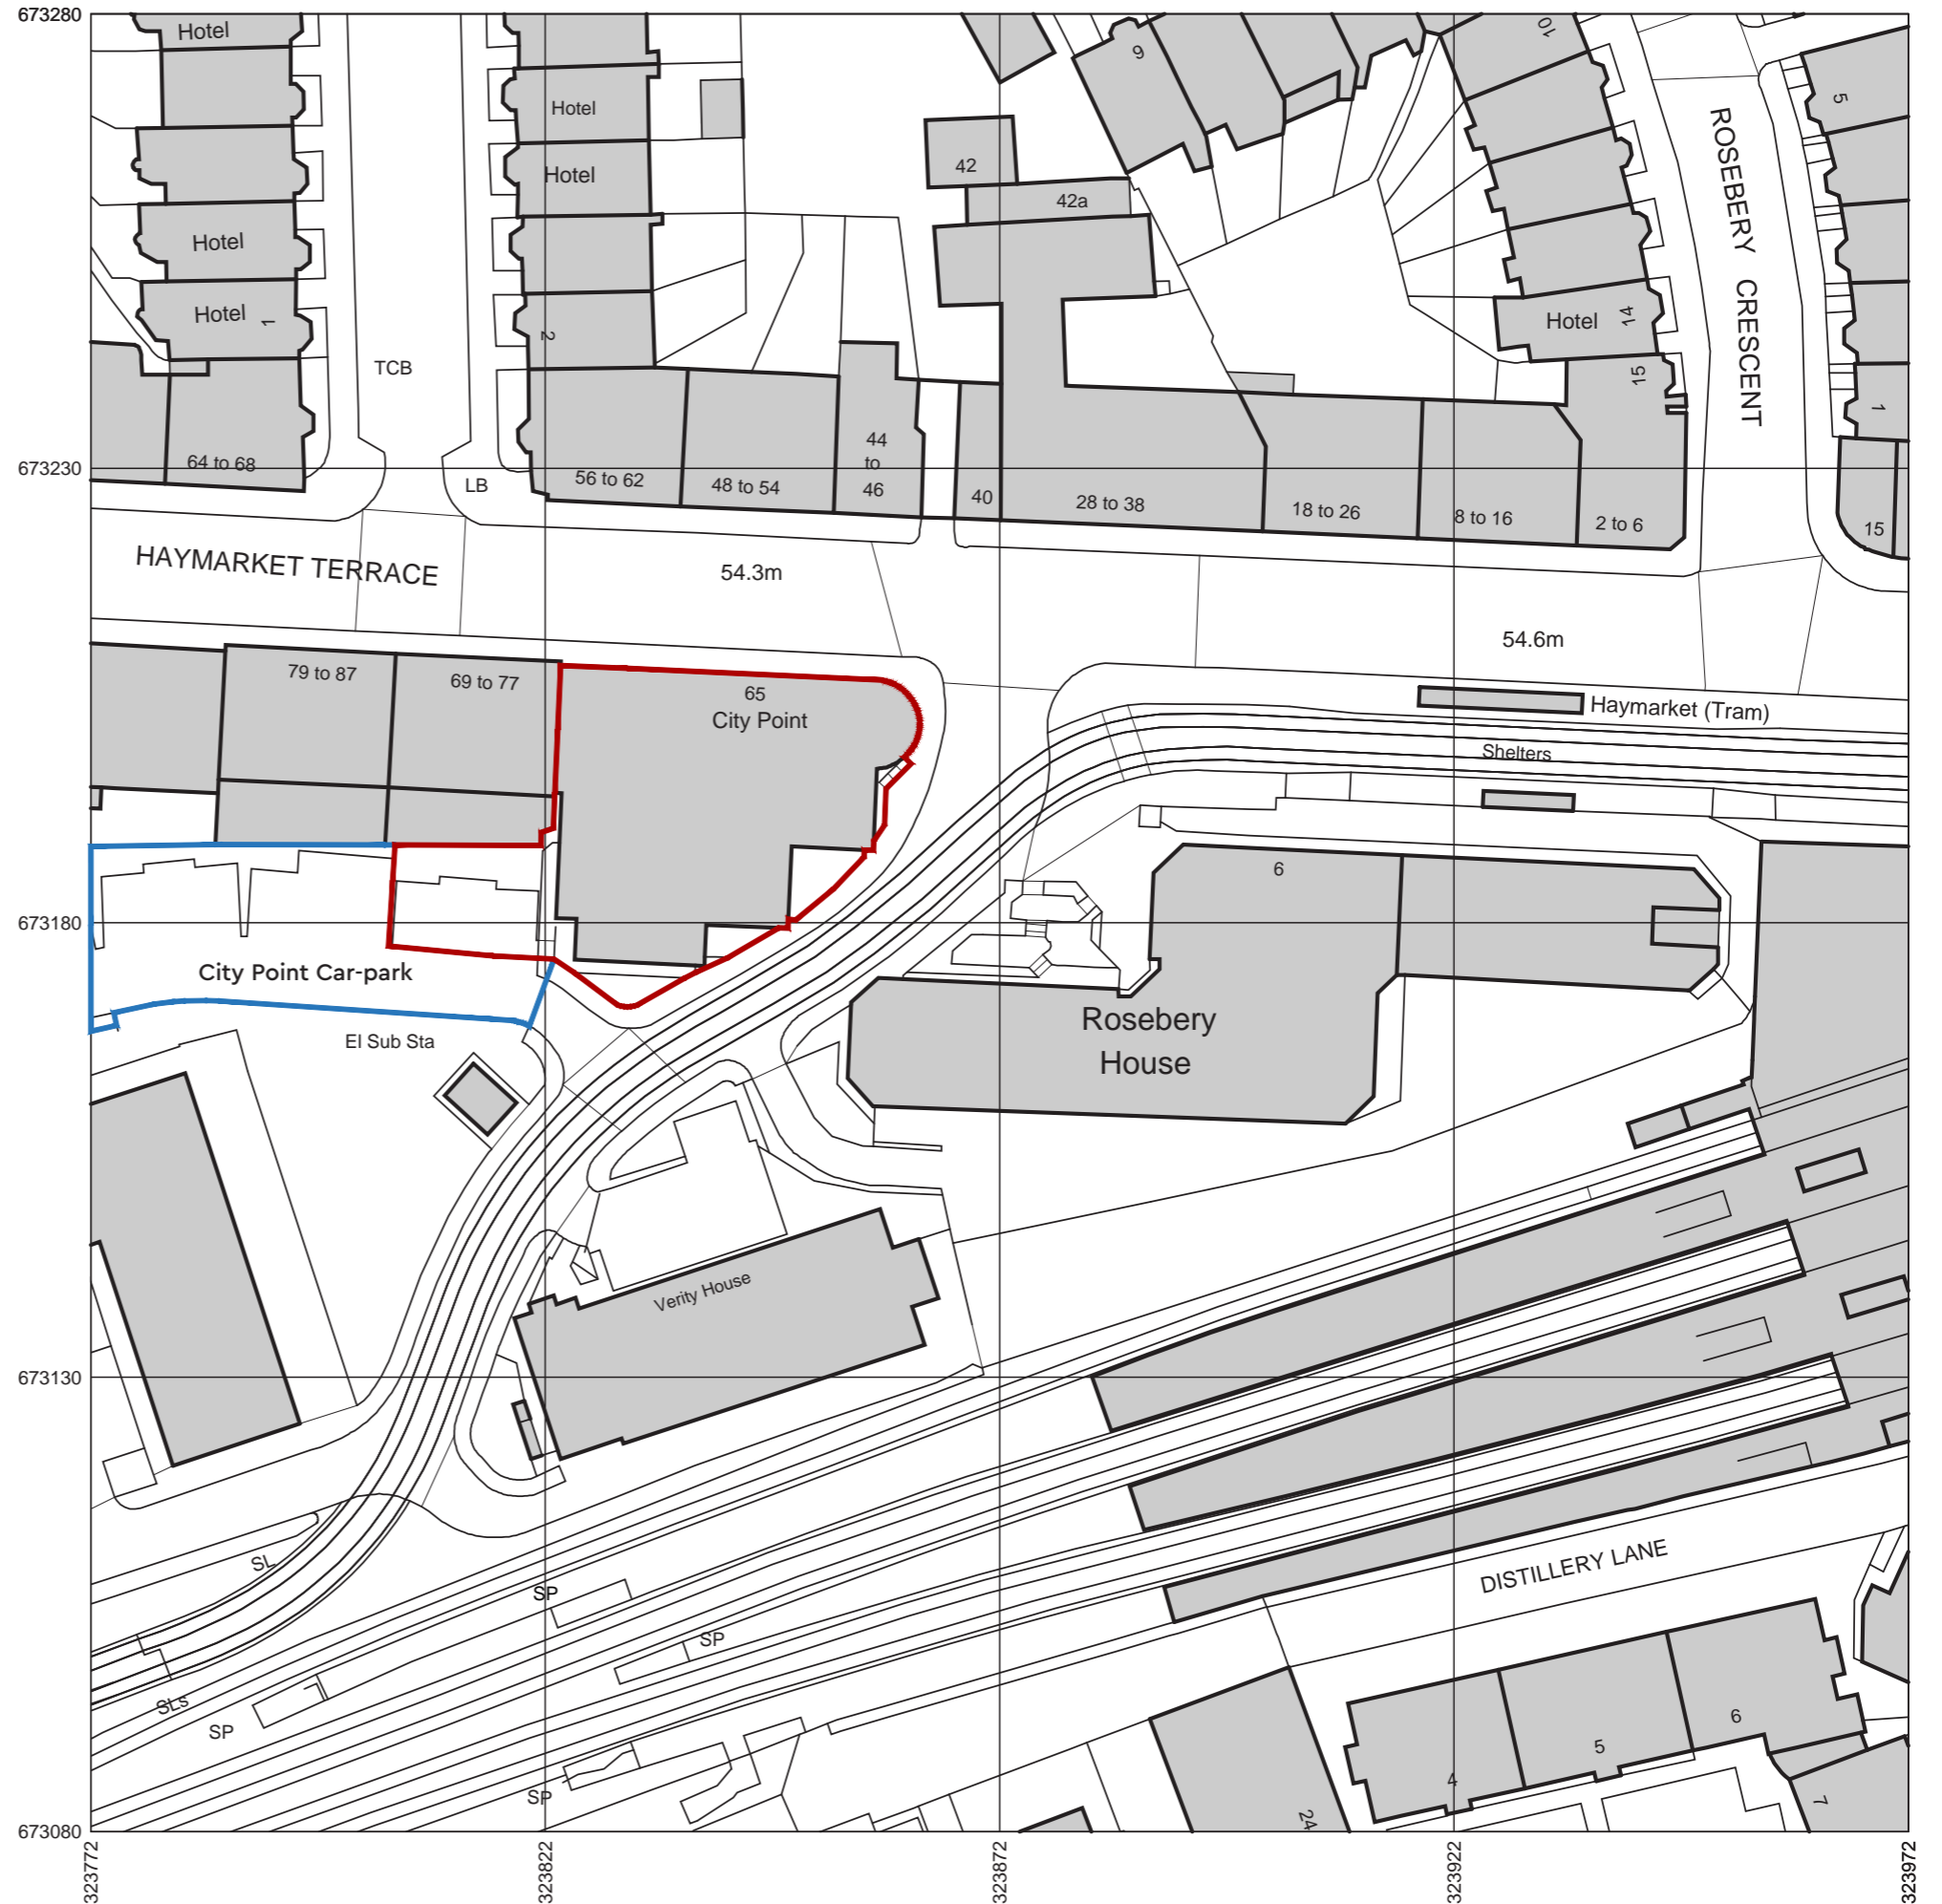 673280
Hotel
9
10
5
Hotel
42
Hotel
42a
ROSEBERY CRESCENT
Hotel
Hotel
1
2
Hotel
14
TCB
15
1
44
to
46
64 to 68
673230
LB
56 to 62
48 to 54
40
28 to 38
18 to 26
8 to 16
2 to 6
15
HAYMARKET TERRACE
54.3m
54.6m
79 to 87
69 to 77
65
City Point
Haymarket (Tram)
Shelters
6
673180
City Point Car-park
Rosebery
House
El Sub Sta
Verity House
673130
SL
SP
DISTILLERY LANE
SP
SLs
SP
SP
4
5
6
7
24
673080
323772
323822
323872
323922
323972